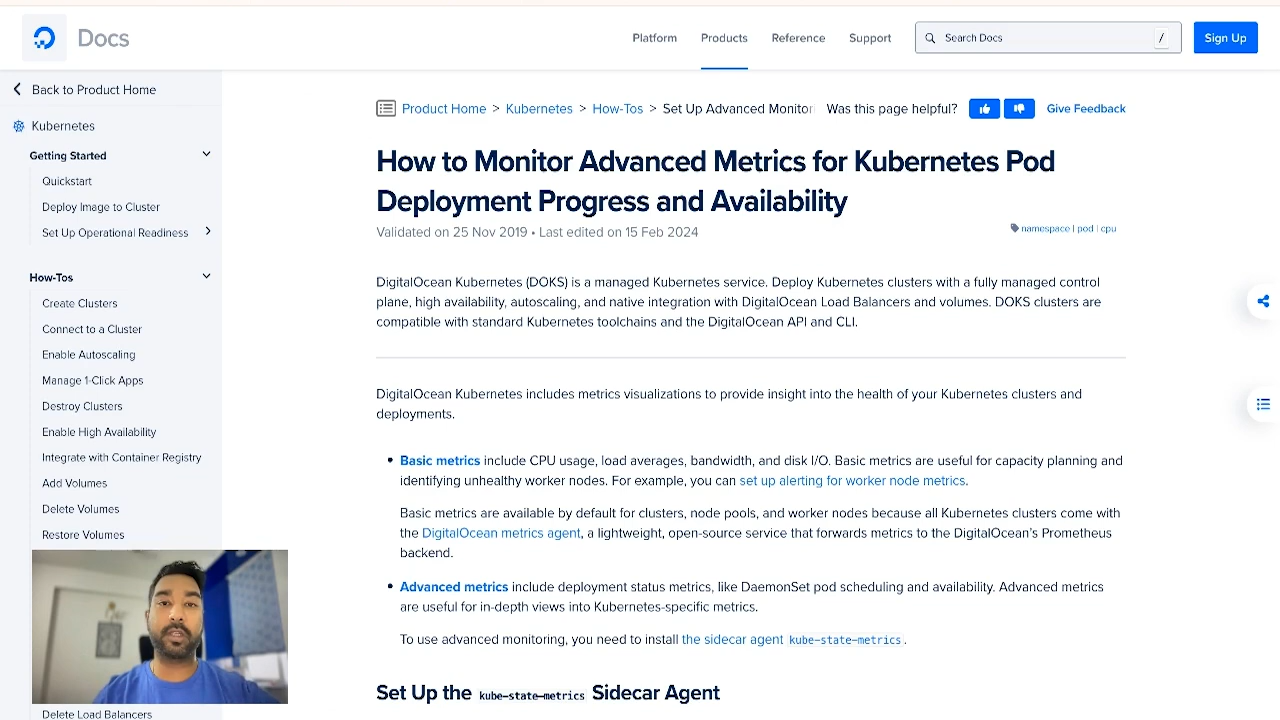 Docs
Platform
Products
Reference
Support
Search Docs
/
Sign Up
Back to Product Home
Kubernetes
Getting Started
Quickstart
Deploy Image to Cluster
Set Up Operational Readiness
How-Tos
Create Clusters
Connect to a Cluster
Enable Autoscaling
Manage 1-Click Apps
Destroy Clusters
Enable High Availability
Integrate with Container Registry
Add Volumes
Delete Volumes
Restore Volumes
Delete Load Balancers
Product Home > Kubernetes > How-Tos > Set Up Advanced Monitor
Was this page helpful?
Give Feedback
How to Monitor Advanced Metrics for Kubernetes Pod
Deployment Progress and Availability
Validated on 25 Nov 2019 • Last edited on 15 Feb 2024
namespace | pod | cpu
DigitalOcean Kubernetes (DOKS) is a managed Kubernetes service. Deploy Kubernetes clusters with a fully managed control
plane, high availability, autoscaling, and native integration with DigitalOcean Load Balancers and volumes. DOKS clusters are
compatible with standard Kubernetes toolchains and the DigitalOcean API and CLI.
DigitalOcean Kubernetes includes metrics visualizations to provide insight into the health of your Kubernetes clusters and
deployments.
• Basic metrics include CPU usage, load averages, bandwidth, and disk I/O. Basic metrics are useful for capacity planning and
identifying unhealthy worker nodes. For example, you can set up alerting for worker node metrics.
Basic metrics are available by default for clusters, node pools, and worker nodes because all Kubernetes clusters come with
the DigitalOcean metrics agent, a lightweight, open-source service that forwards metrics to the DigitalOcean's Prometheus
backend.
• Advanced metrics include deployment status metrics, like DaemonSet pod scheduling and availability. Advanced metrics
are useful for in-depth views into Kubernetes-specific metrics.
To use advanced monitoring, you need to install the sidecar agent kube-state-metrics.
Set Up the kube-state-metrics Sidecar Agent